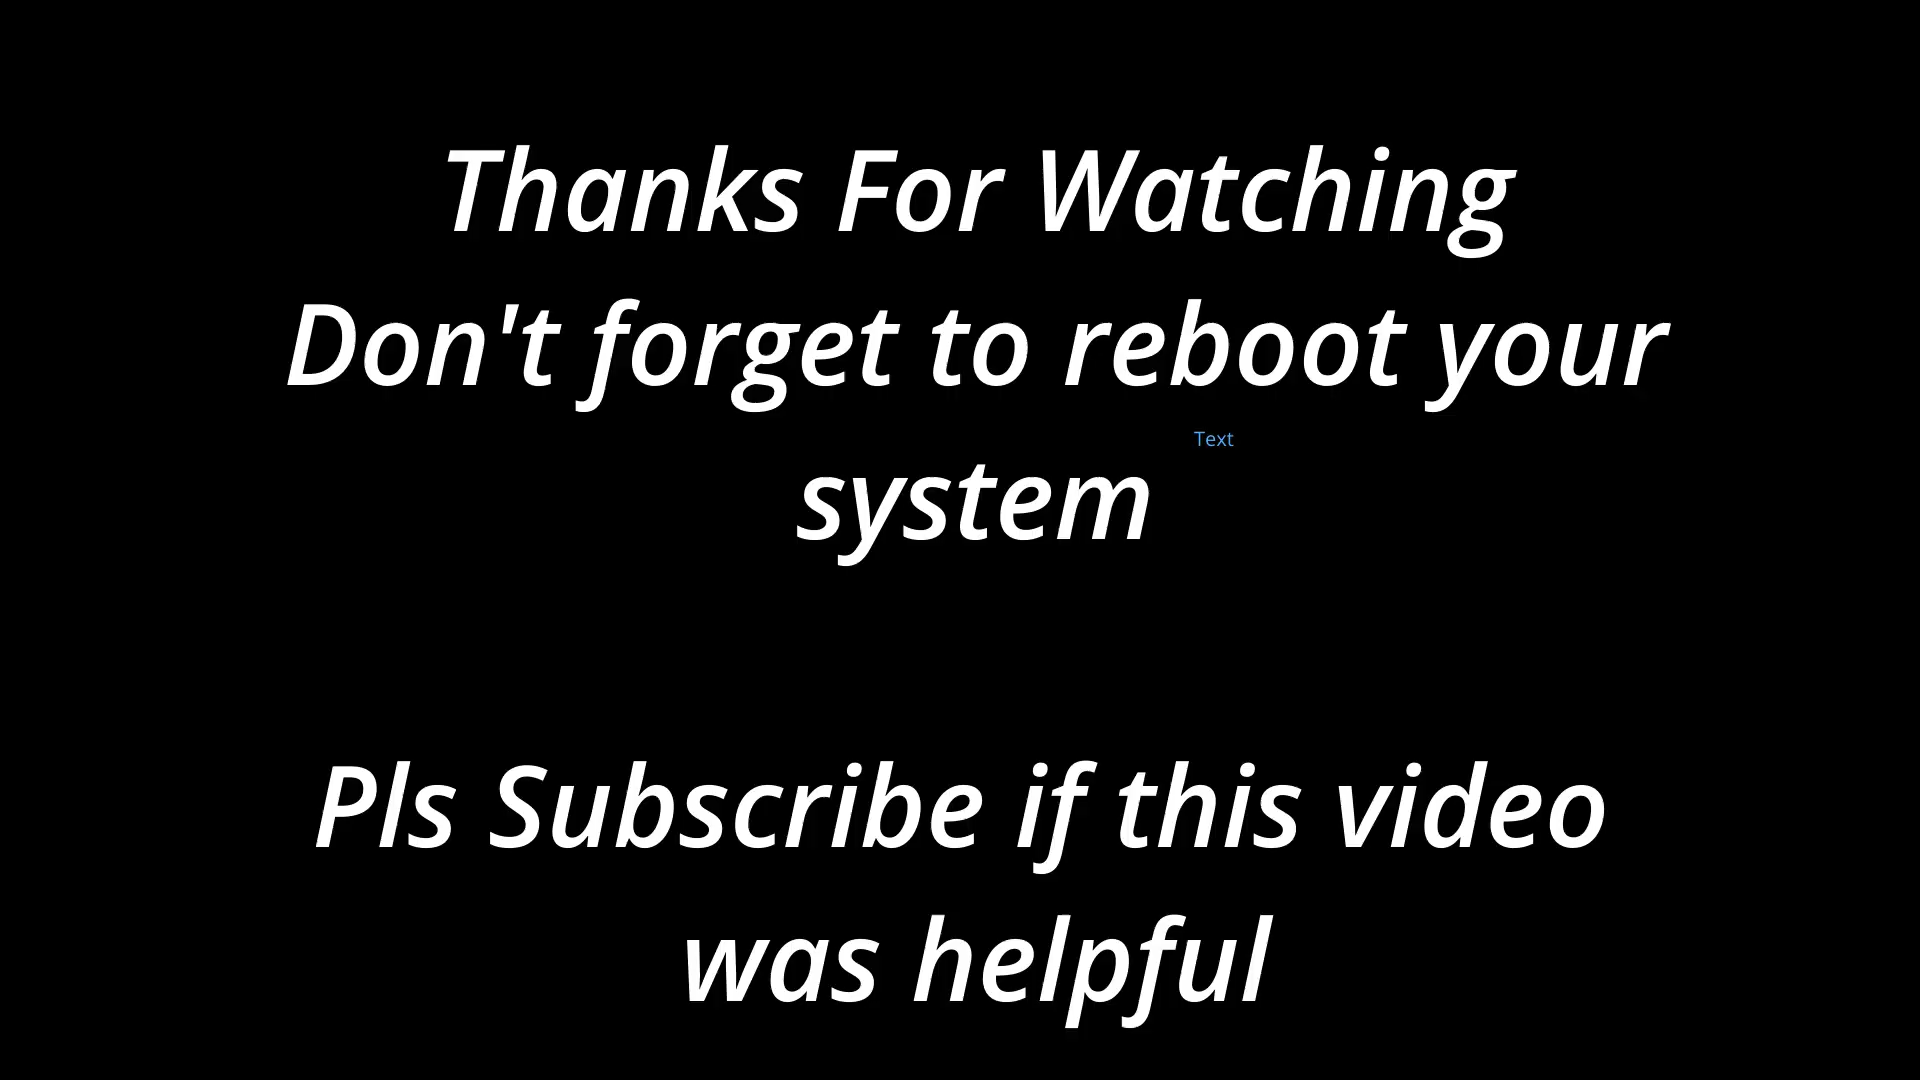 Thanks For Watching
Don't forget to reboot your
Text
system
Pls Subscribe if this video
was helpful